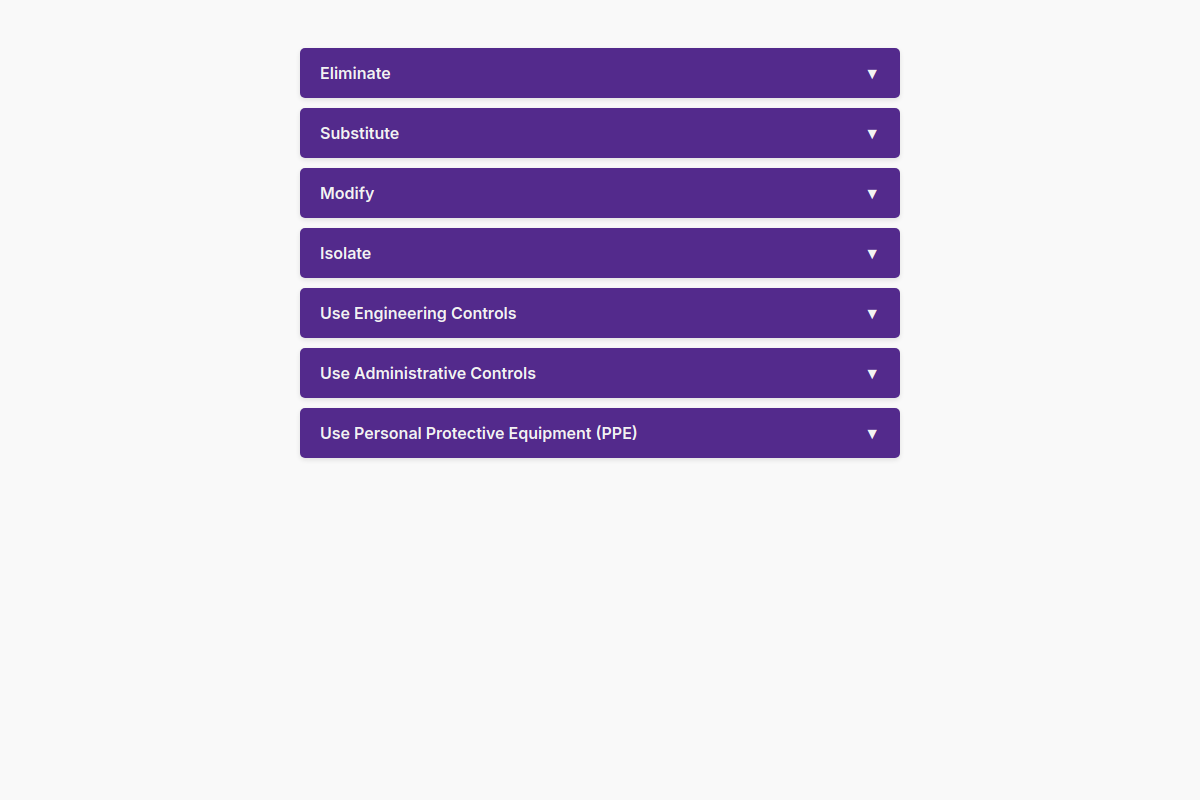 Eliminate ▼
Substitute ▼
Modify ▼
Isolate ▼
Use Engineering Controls ▼
Use Administrative Controls ▼
Use Personal Protective Equipment (PPE) ▼